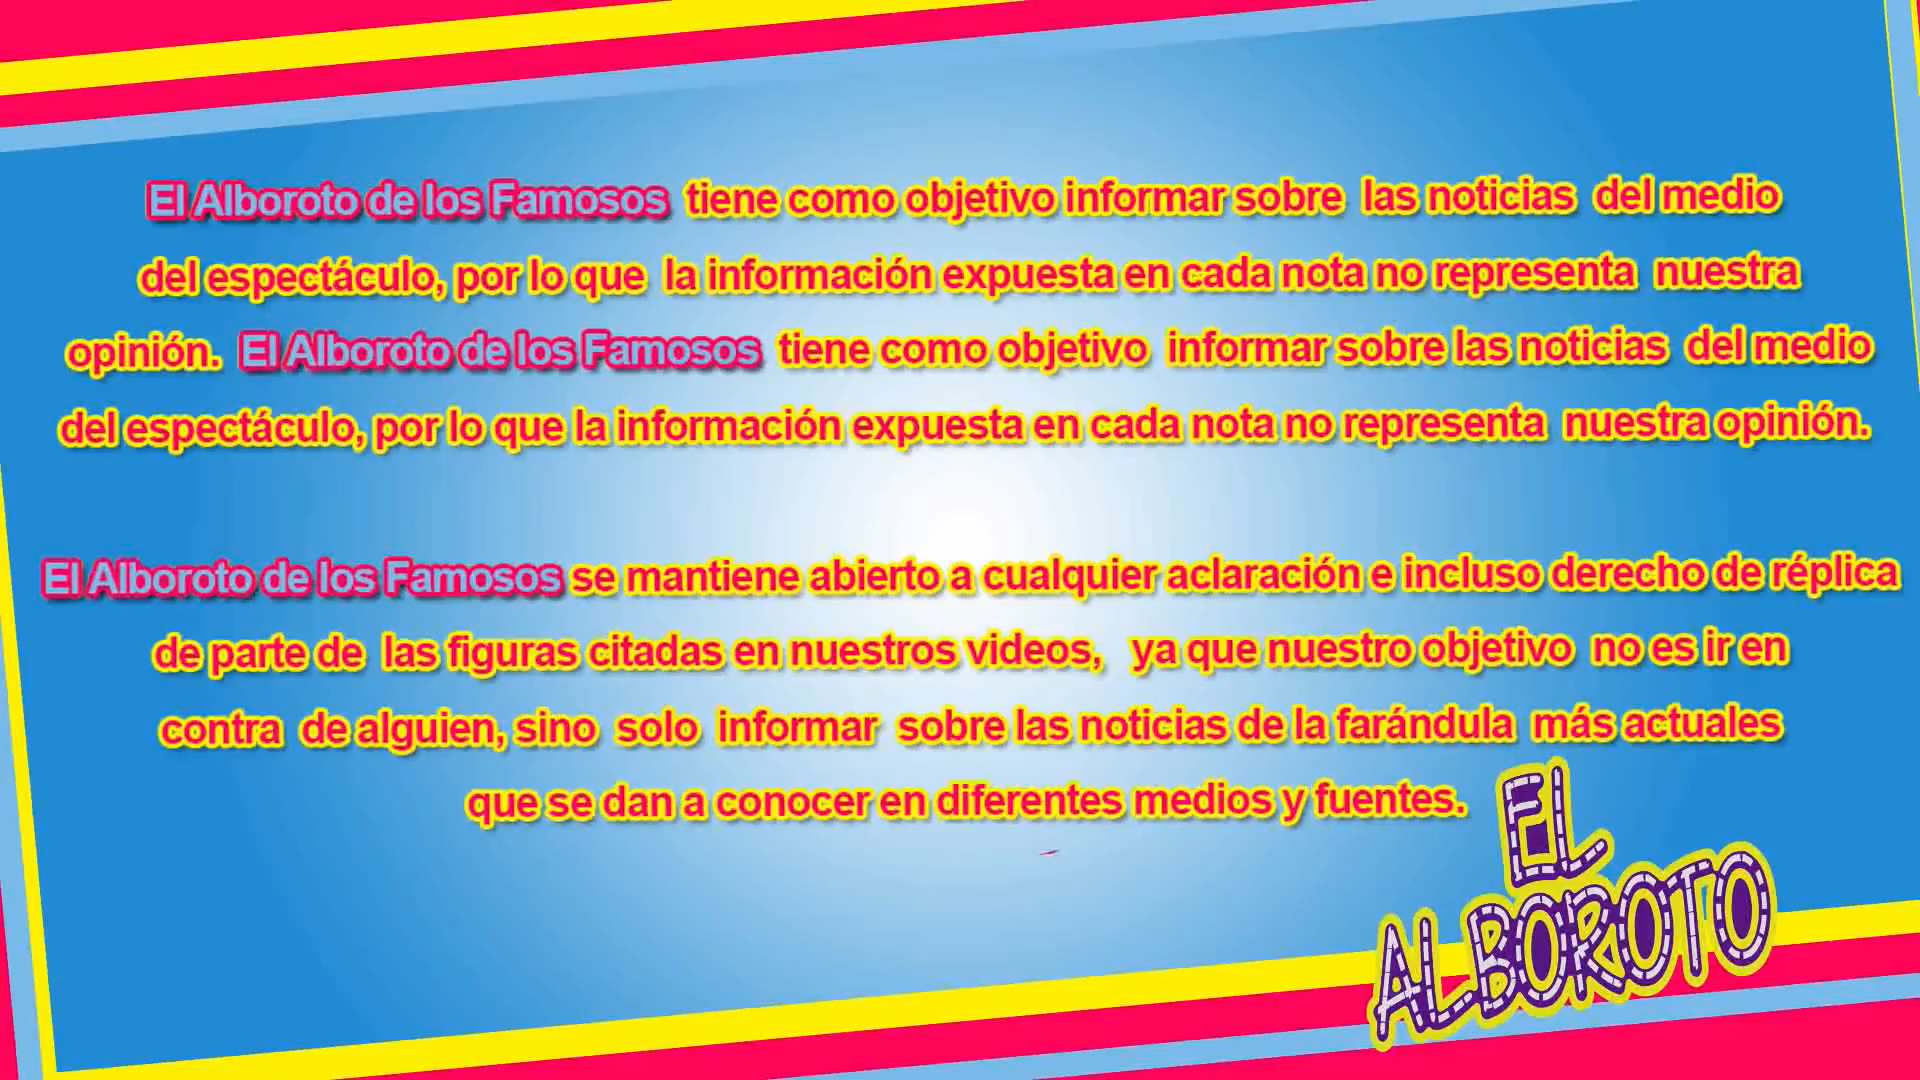 El Alboroto de los Famosos tiene como objetivo informar sobre las noticias del medio
del espectáculo, por lo que la información expuesta en cada nota no representa nuestra
opinión. El Alboroto de los Famosos tiene como objetivo informar sobre las noticias del medio
del espectáculo, por lo que la información expuesta en cada nota no representa nuestra opinión.
El Alboroto de los Famosos se mantiene abierto a cualquier aclaración e incluso derecho de réplica
de parte de las figuras citadas en nuestros videos, ya que nuestro objetivo no es ir en
contra de alguien, sino solo informar sobre las noticias de la farándula más actuales
que se dan a conocer en diferentes medios y fuentes.
EL
ALBOROTO